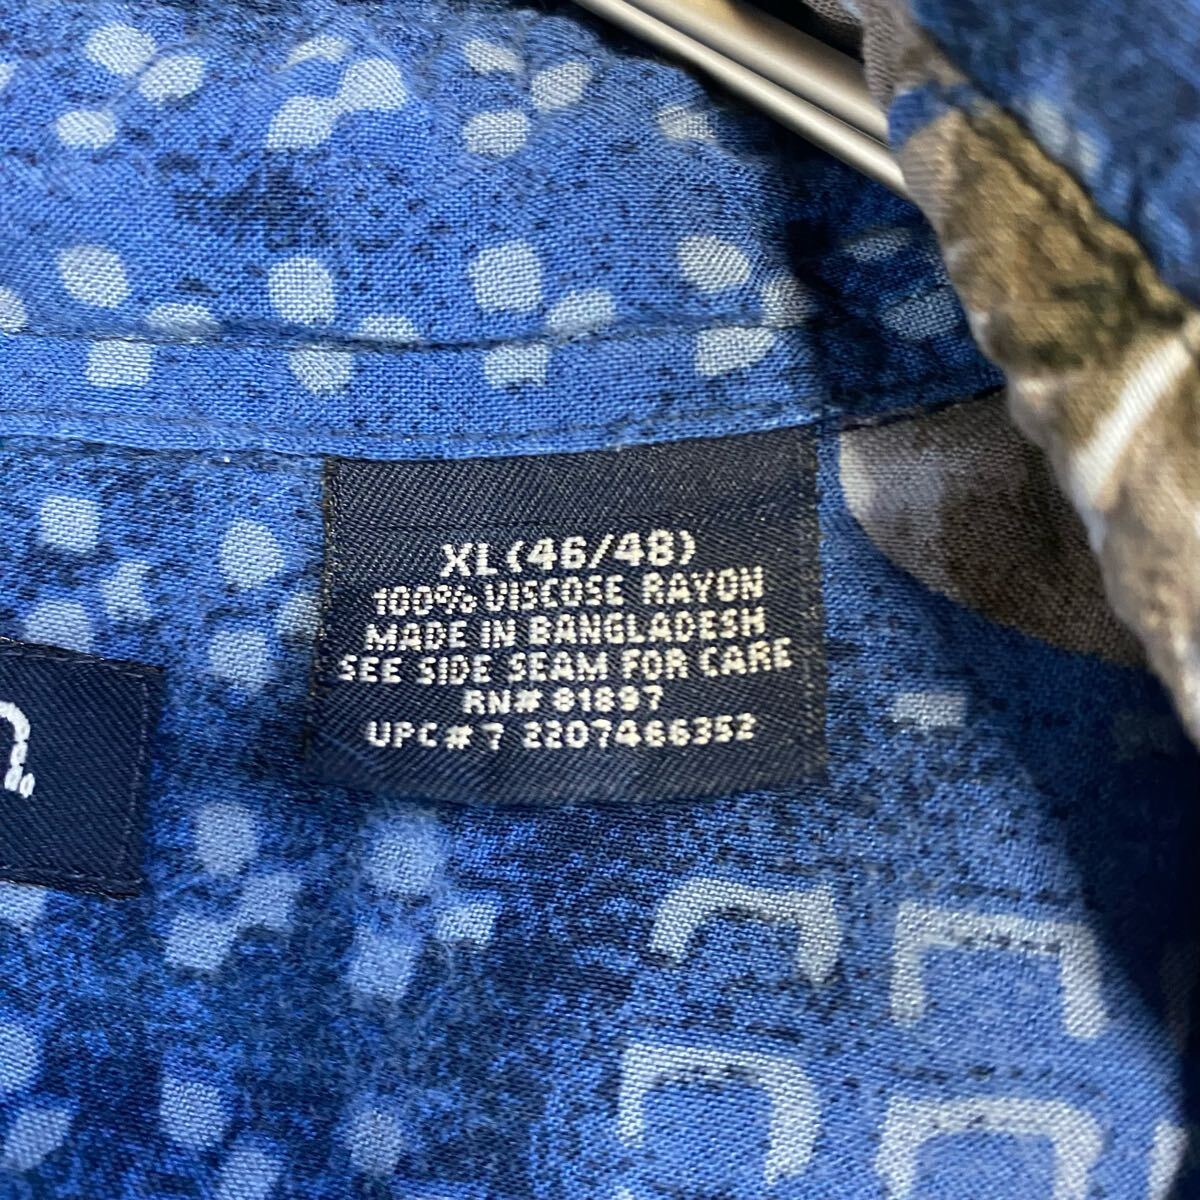 XL (46/48)
100% VISCOSE RAYON
MADE IN BANGLADESH
SEE SIDE SEAM FOR CARE
RN# 81897
UPC # 7 2207466352
n